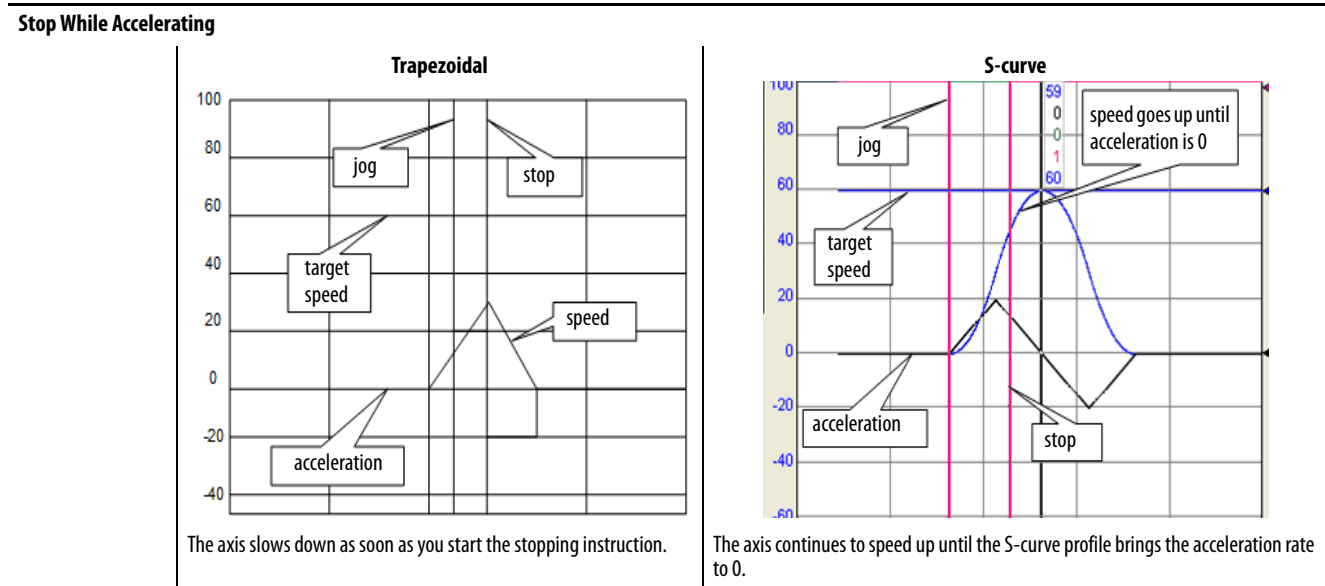 Stop While Accelerating
Trapezoidal
100
80
60
40
20
0
-20
-40
jog
stop
target
speed
speed
acceleration
The axis slows down as soon as you start the stopping instruction.
S-curve
100
80
60
40
20
0
-20
-40
-60
59
0
0
1
60
jog
speed goes up until
acceleration is 0
target
speed
acceleration
stop
The axis continues to speed up until the S-curve profile brings the acceleration rate
to 0.